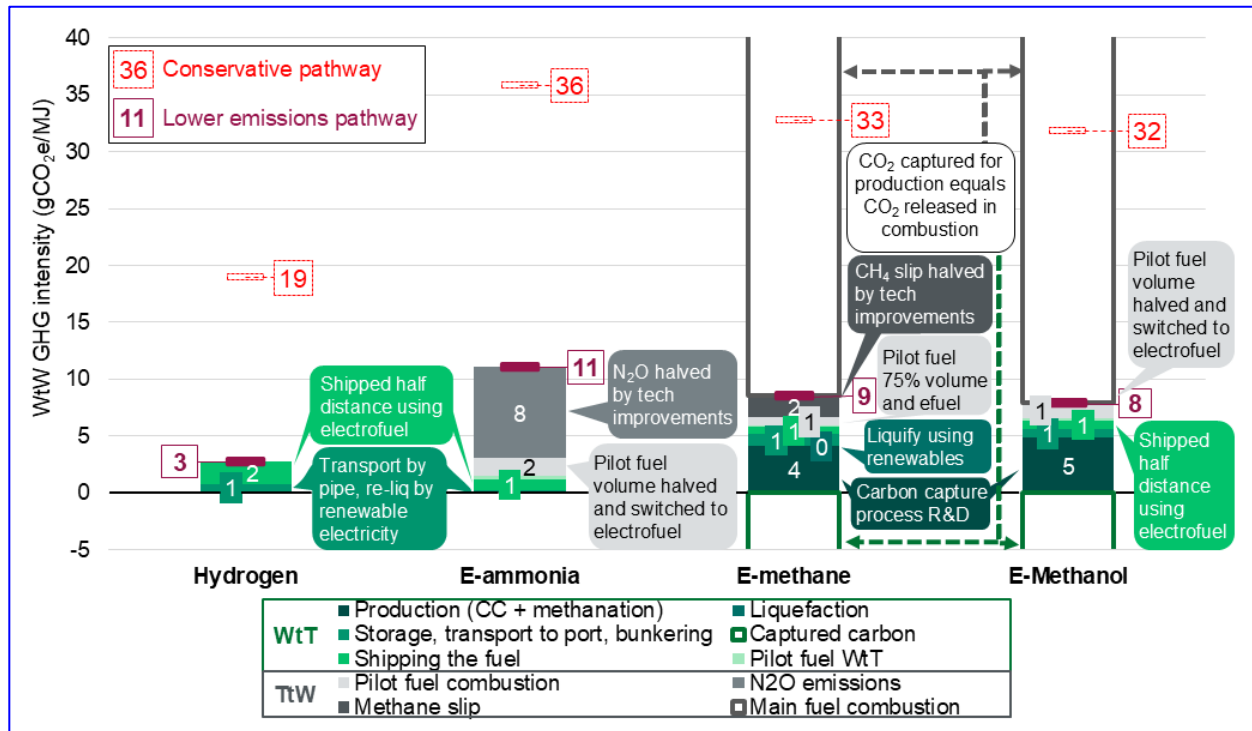 WtW GHG intensity (gCO₂e/MJ)
40
35
30
25
20
15
10
5
0
-5
36 Conservative pathway
11 Lower emissions pathway
19
36
33
32
CO₂ captured for
production equals
CO₂ released in
combustion
CH₄ slip halved
by tech
improvements
Pilot fuel
volume
halved and
switched to
electrofuel
Shipped half
distance using
electrofuel
N₂O halved
by tech
improvements
Pilot fuel
75% volume
and efuel
Liquify using
renewables
Transport by
pipe, re-liq by
renewable
electricity
Pilot fuel
volume halved
and switched to
electrofuel
Carbon capture
process R&D
Shipped
half
distance
using
electrofuel
3
2
1
11
8
2
1
9
2
1
1
1
0
4
8
1
1
1
5
Hydrogen
E-ammonia
E-methane
E-Methanol
WtT
Production (CC + methanation)
Liquefaction
Storage, transport to port, bunkering
Captured carbon
Shipping the fuel
Pilot fuel WtT
TtW
Pilot fuel combustion
N2O emissions
Methane slip
Main fuel combustion